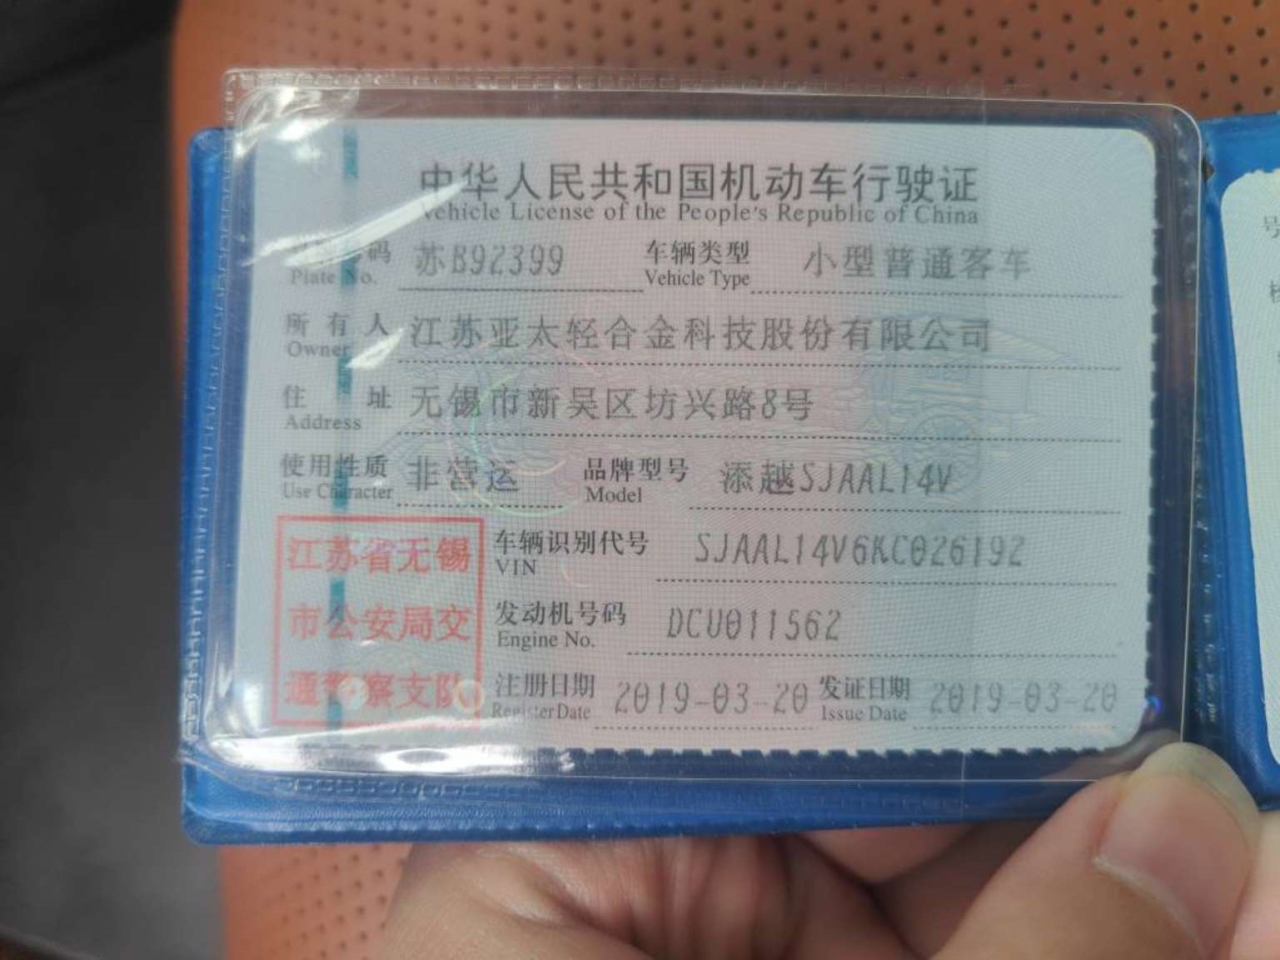 中华人民共和国机动车行驶证
Vehicle License of the People's Republic of China
号牌号码 苏B92399 车辆类型 小型普通客车
Plate No. Vehicle Type
所有人 江苏亚太轻合金科技股份有限公司
Owner
住址 无锡市新吴区坊兴路8号
Address
使用性质 非营运 品牌型号 添越SJAAL14V
Use Character Model
江苏省无锡
市公安局交
通警察支队
车辆识别代号 SJAAL14V6KC026192
VIN
发动机号码 DCU011562
Engine No.
注册日期 2019-03-20 发证日期 2019-03-20
Register Date Issue Date
号